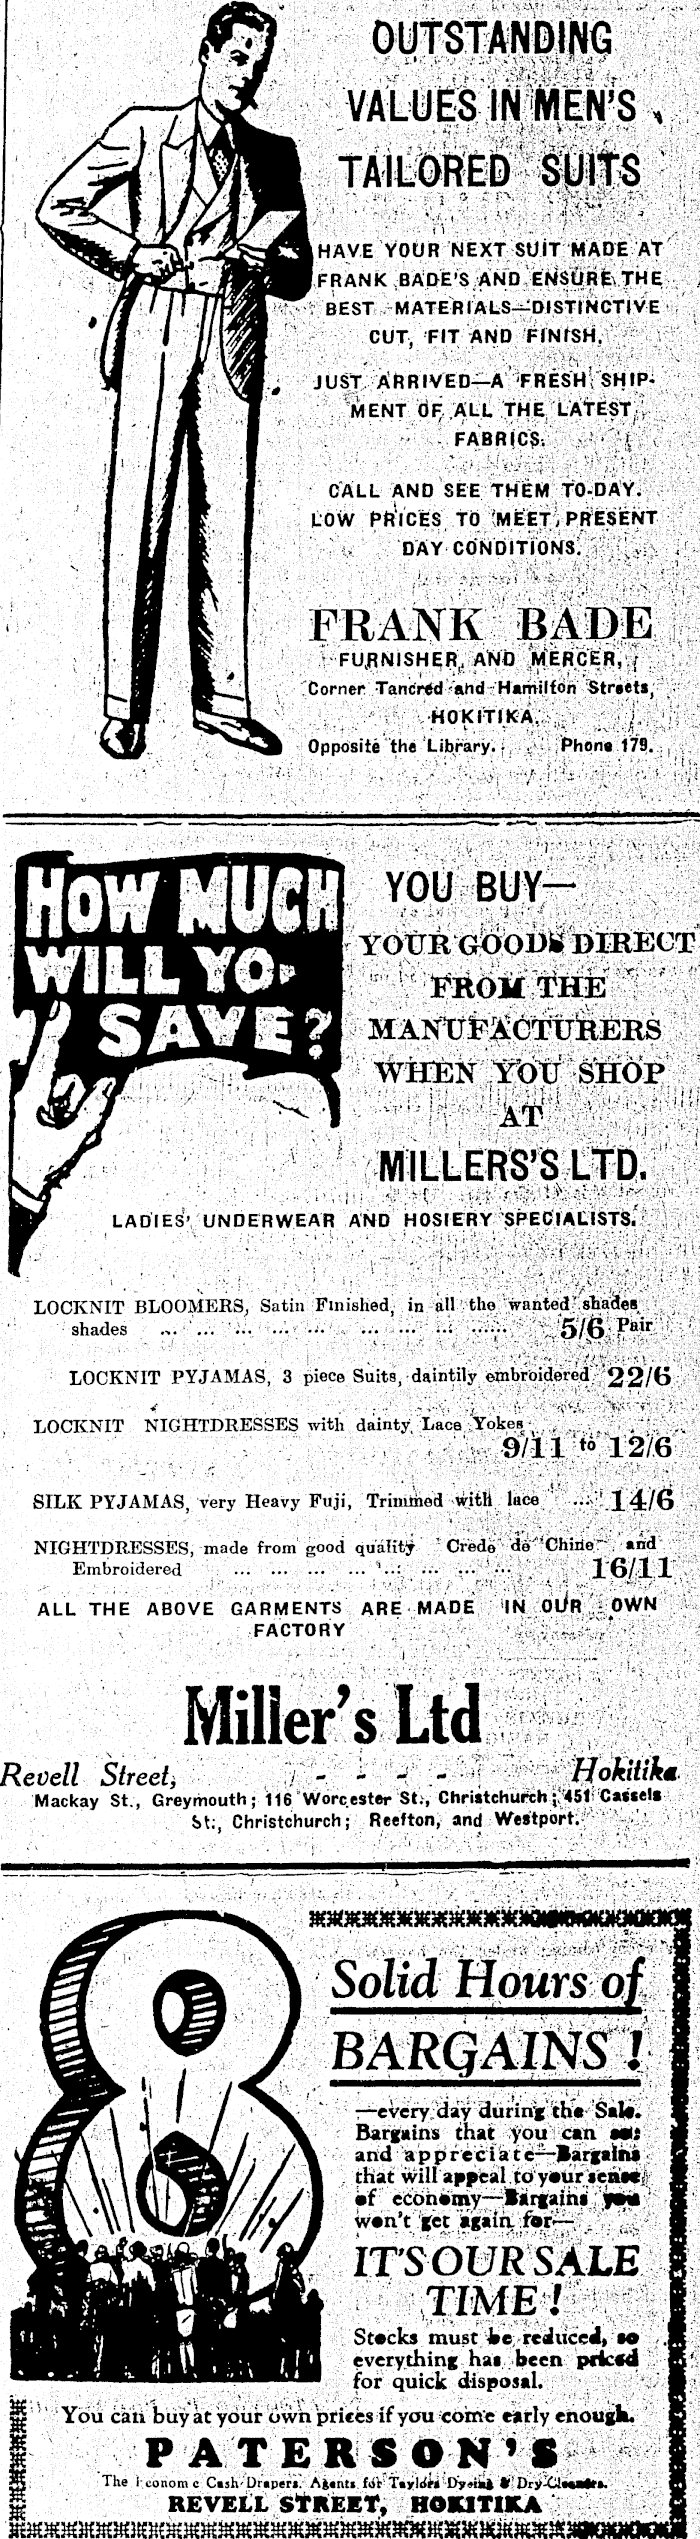 OUTSTANDING
VALUES IN MEN'S
TAILORED SUITS
HAVE YOUR NEXT SUIT MADE AT
FRANK BADE'S AND ENSURE THE
BEST MATERIALS—DISTINCTIVE
CUT, FIT AND FINISH.
JUST ARRIVED—A FRESH SHIP-
MENT OF ALL THE LATEST
FABRICS.
CALL AND SEE THEM TO-DAY.
LOW PRICES TO MEET PRESENT
DAY CONDITIONS.
FRANK BADE
FURNISHER AND MERCER,
Corner Tancred and Hamilton Streets,
HOKITIKA.
Opposite the Library. Phone 179.
HOW MUCH
WILL YO
SAVE?
YOU BUY—
YOUR GOODS DIRECT
FROM THE
MANUFACTURERS
WHEN YOU SHOP
AT
MILLERS'S LTD.
LADIES' UNDERWEAR AND HOSIERY SPECIALISTS.
LOCKNIT BLOOMERS, Satin Finished, in all the wanted shades
shades ... ... ... ... ... ... ... ... ... ...... 5/6 Pair
LOCKNIT PYJAMAS, 3 piece Suits, daintily embroidered 22/6
LOCKNIT NIGHTDRESSES with dainty Lace Yokes
9/11 to 12/6
SILK PYJAMAS, very Heavy Fuji, Trimmed with lace ... 14/6
NIGHTDRESSES, made from good quality Crede de Chine and
Embroidered ... ... ... ... ... ... ... ... 16/11
ALL THE ABOVE GARMENTS ARE MADE IN OUR OWN
FACTORY
Miller's Ltd
Revell Street, - - - - Hokitika
Mackay St., Greymouth; 116 Worcester St., Christchurch; 451 Cassels
St., Christchurch; Reefton, and Westport.
8
Solid Hours of
BARGAINS!
—every day during the Sale.
Bargains that you can see
and appreciate—Bargains
that will appeal to your sense
of economy—Bargains you
won't get again for—
IT'S OUR SALE
TIME!
Stocks must be reduced, so
everything has been priced
for quick disposal.
You can buy at your own prices if you come early enough.
PATERSON'S
The Economic Cash Drapers. Agents for Taylors Dyeing & Dry-Cleaners.
REVELL STREET, HOKITIKA